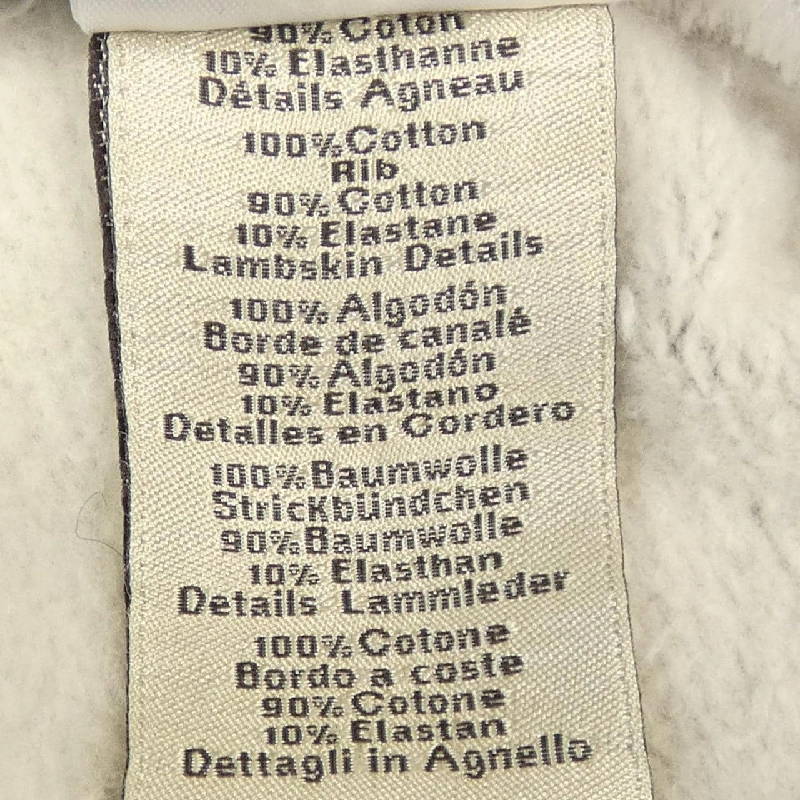 90% Coton
10% Elasthanne
Détails Agneau
100% Cotton
Rib
90% Cotton
10% Elastane
Lambskin Details
100% Algodón
Borde de canalé
90% Algodón
10% Elastano
Detalles en Cordero
100% Baumwolle
Strickbündchen
90% Baumwolle
10% Elasthan
Details Lammleder
100% Cotone
Bordo a coste
90% Cotone
10% Elastan
Dettagli in Agnello